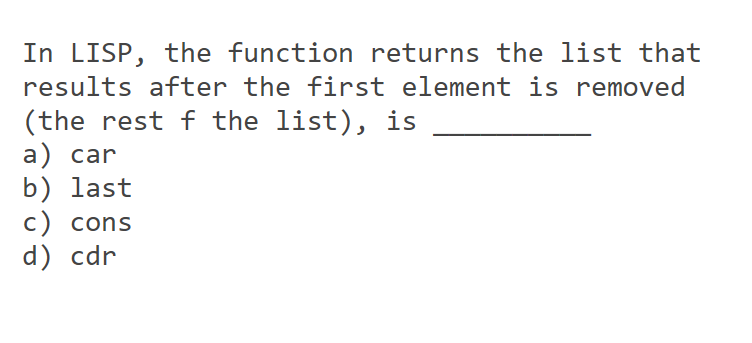 In LISP, the function returns the list that
results after the first element is removed
(the rest f the list), is __________
a) car
b) last
c) cons
d) cdr